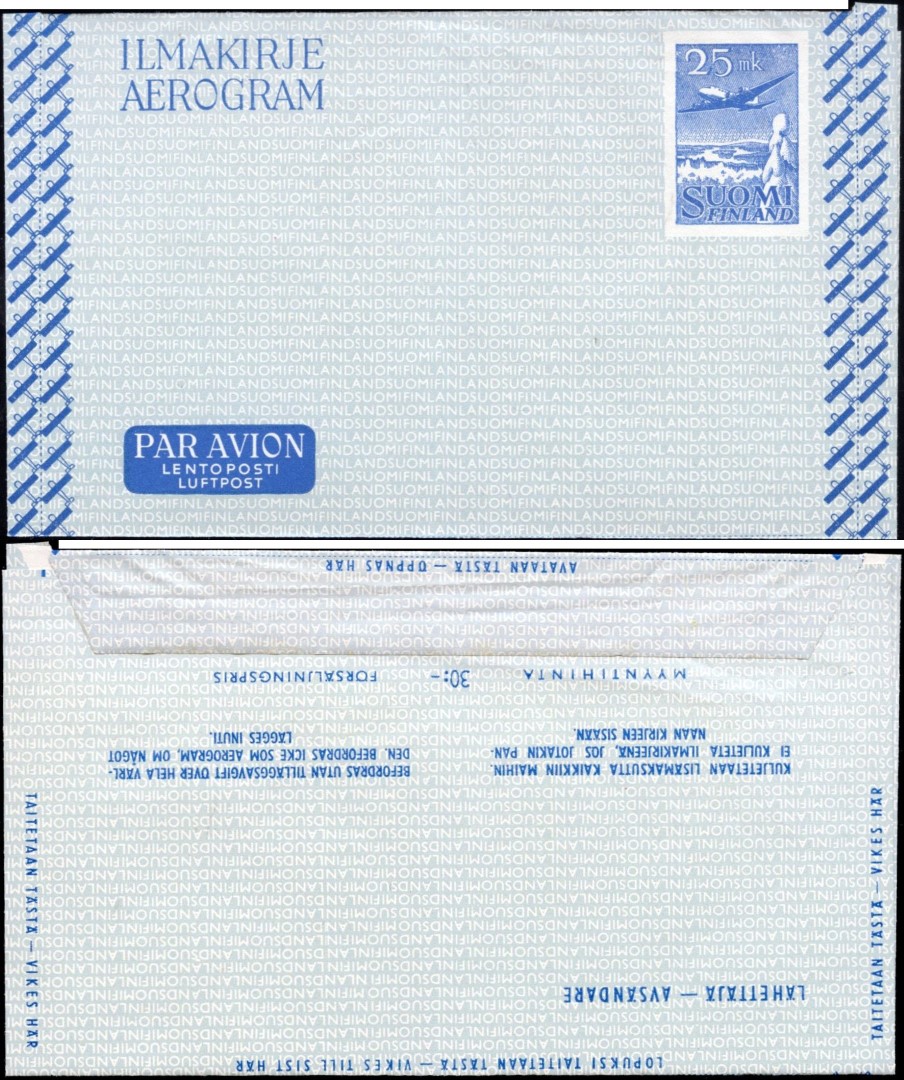 ILMAKIRJE
AEROGRAM
25 mk
SUOMI
FINLAND
PAR AVION
LENTOPOSTI
LUFTPOST
LOPUKSI TAITETAAN TÄSTÄ — VIKES TILL SIST HÄR
LÄHETTÄJÄ — AVSÄNDARE
TAITETAAN TÄSTÄ — VIKES HÄR
TAITETAAN TÄSTÄ — VIKES HÄR
KULJETETAAN LISÄMAKSUTTA KAIKKIIN MAIHIN.
EI KULJETETA ILMAKIRJEENÄ, JOS JOTAKIN PAN-
NAAN KIRJEEN SISÄÄN.
BEFORDRAS UTAN TILLÄGGSAVGIFT ÖVER HELA VÄRL-
DEN. BEFORDRAS ICKE SOM AEROGRAM, OM NÅGOT
LÄGGES INUTI.
MYYNTIHINTA 30:- FÖRSÄLJNINGSPRIS
AVATAAN TÄSTÄ — ÖPPNAS HÄR